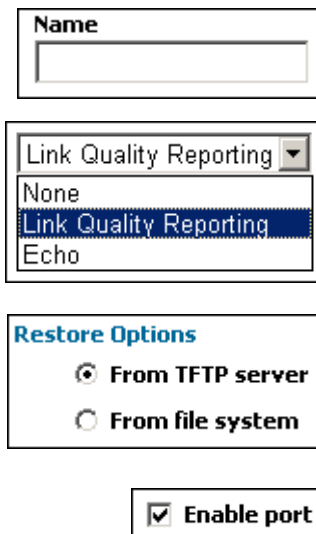 Name
Link Quality Reporting
None
Link Quality Reporting
Echo
Restore Options
From TFTP server
From file system
Enable port